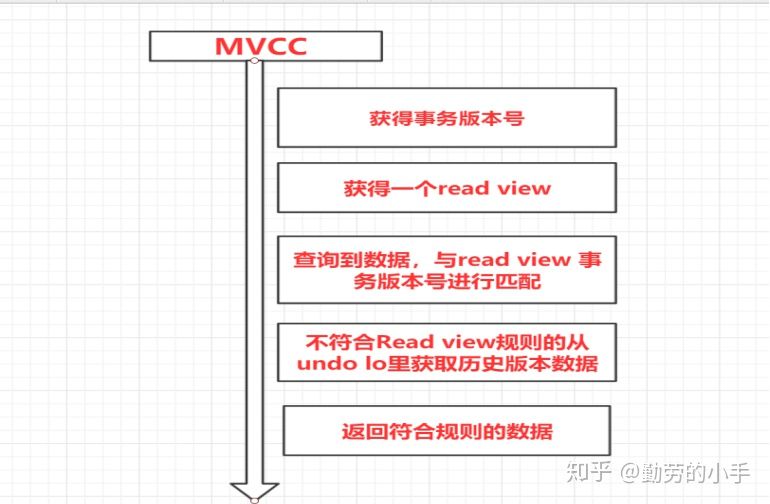 MVCC
获得事务版本号
获得一个read view
查询到数据，与read view 事
务版本号进行匹配
不符合Read view规则的从
undo lo里获取历史版本数据
返回符合规则的数据
知乎 @勤劳的小手